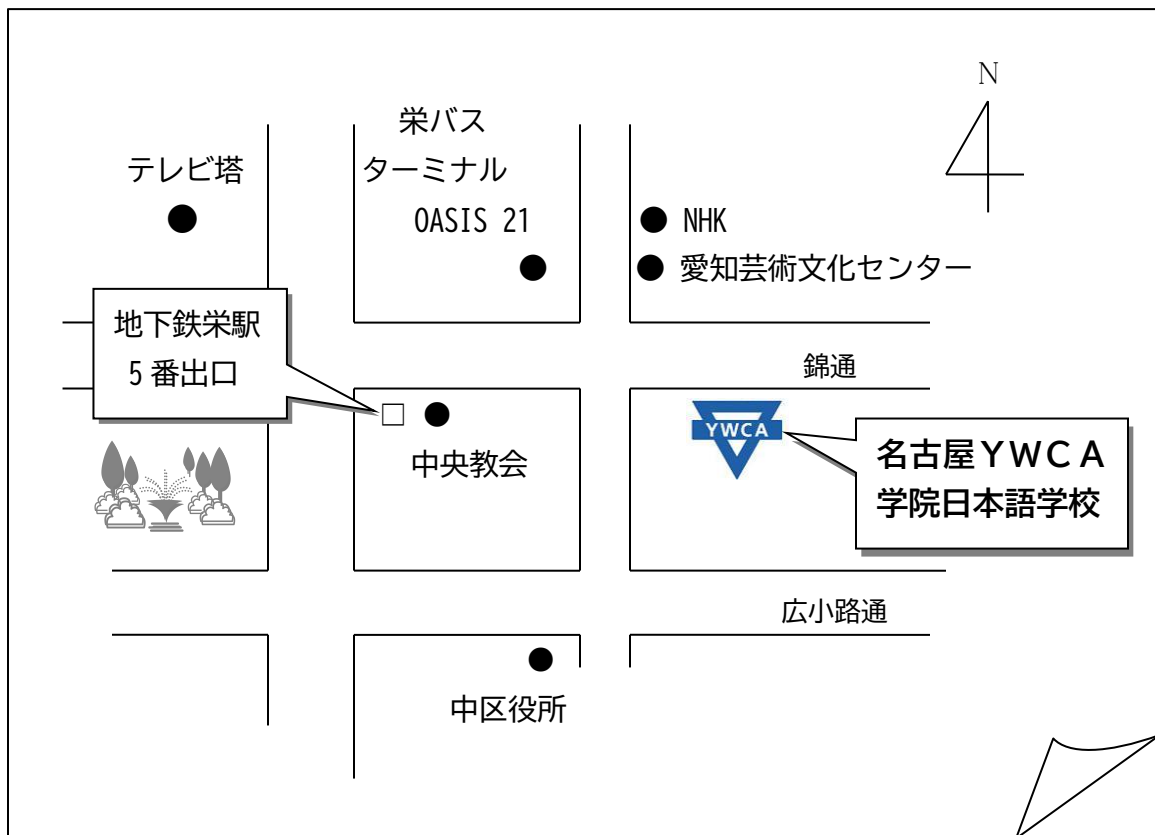 N
栄バス
ターミナル
OASIS 21
テレビ塔
NHK
愛知芸術文化センター
地下鉄栄駅
5番出口
錦通
中央教会
YWCA
名古屋YWCA
学院日本語学校
広小路通
中区役所